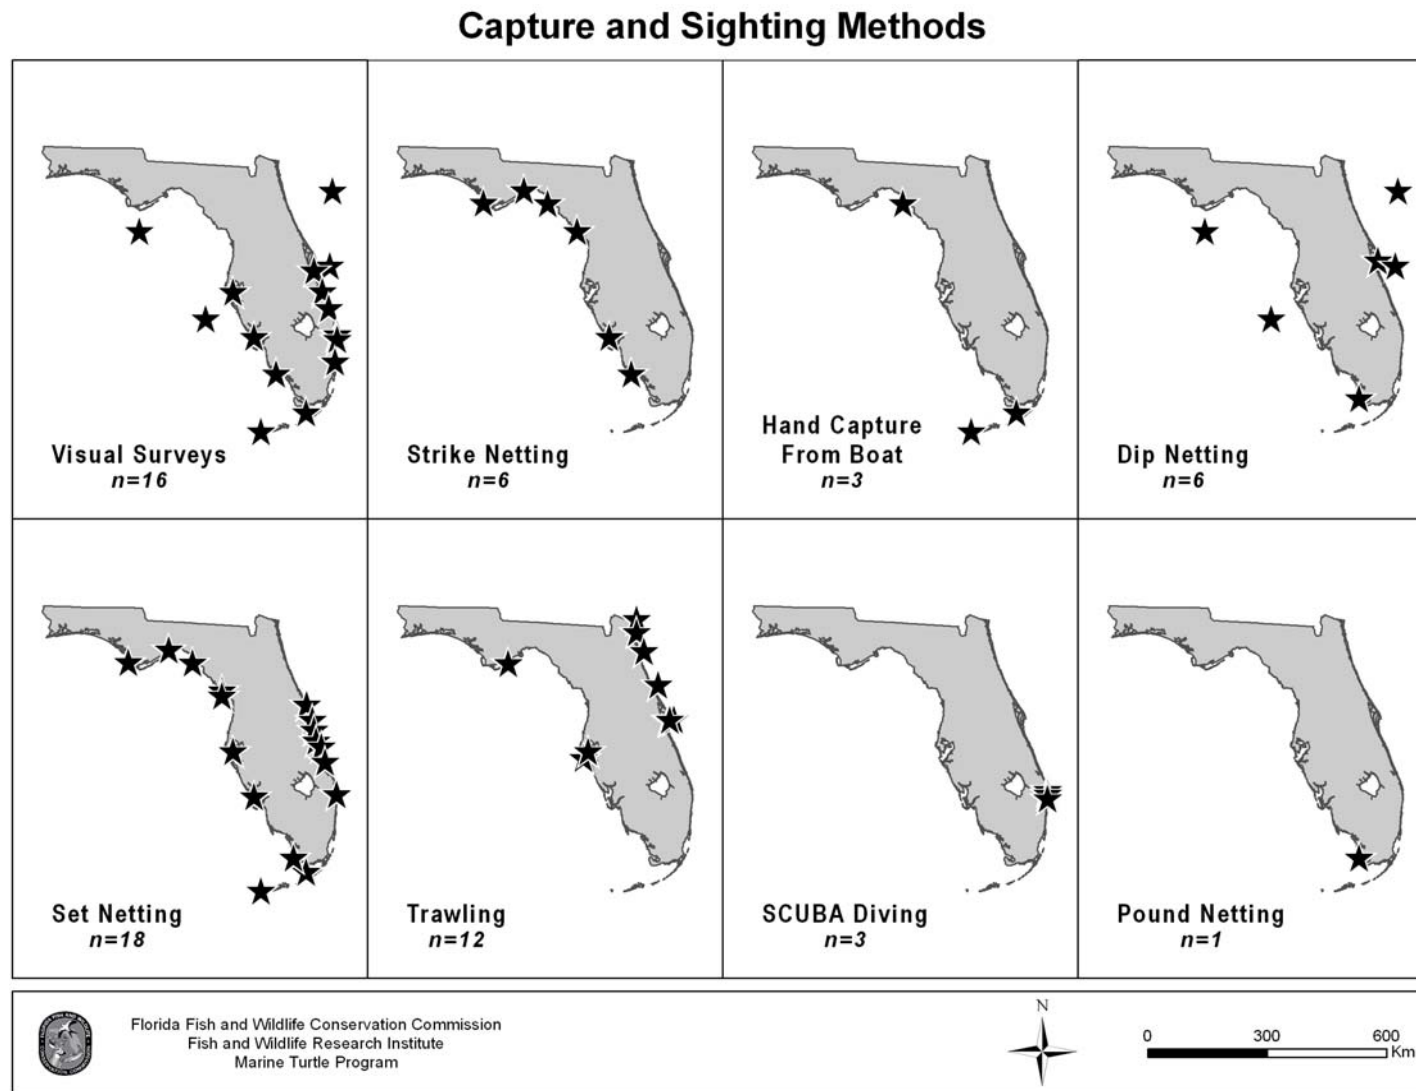 Capture and Sighting Methods
Visual Surveys
n=16
Strike Netting
n=6
Hand Capture
From Boat
n=3
Dip Netting
n=6
Set Netting
n=18
Trawling
n=12
SCUBA Diving
n=3
Pound Netting
n=1
Florida Fish and Wildlife Conservation Commission
Fish and Wildlife Research Institute
Marine Turtle Program
N
0 300 600
Km